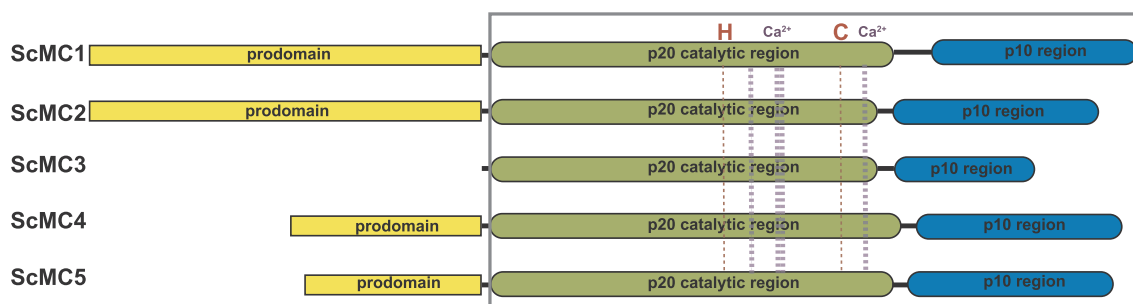 H Ca²⁺ C Ca²⁺
ScMC1 prodomain p20 catalytic region p10 region
ScMC2 prodomain p20 catalytic region p10 region
ScMC3 p20 catalytic region p10 region
ScMC4 prodomain p20 catalytic region p10 region
ScMC5 prodomain p20 catalytic region p10 region